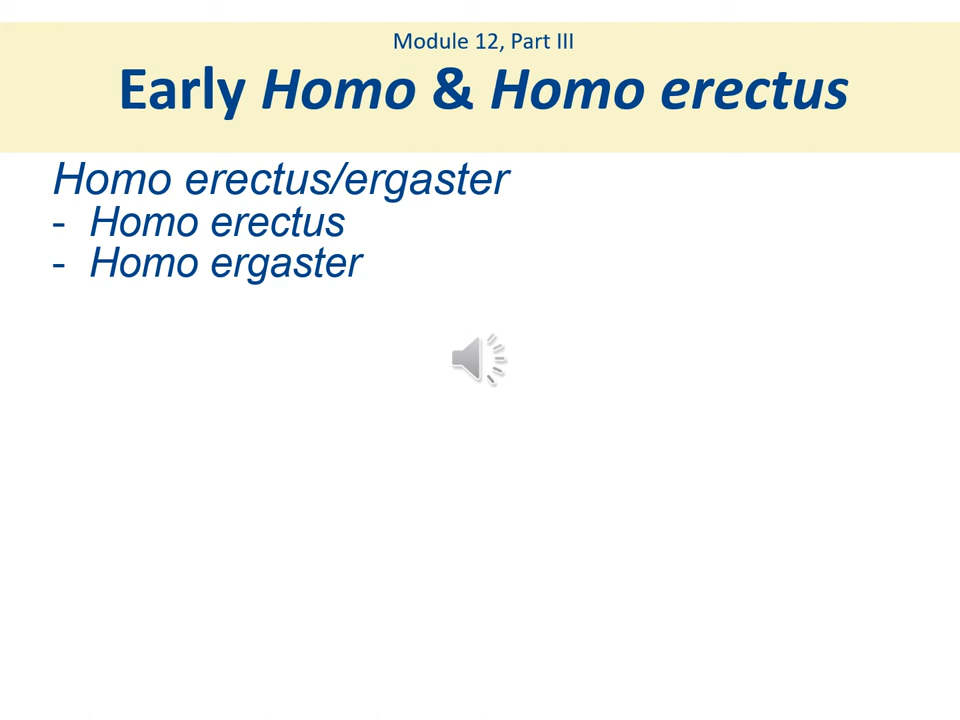 Module 12, Part III
Early Homo & Homo erectus
Homo erectus/ergaster
- Homo erectus
- Homo ergaster